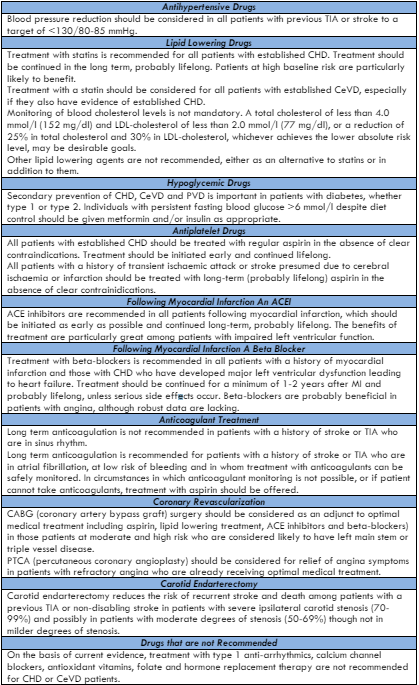 Antihypertensive Drugs
Blood pressure reduction should be considered in all patients with previous TIA or stroke to a
target of <130/80-85 mmHg.
Lipid Lowering Drugs
Treatment with statins is recommended for all patients with established CHD. Treatment should
be continued in the long term, probably lifelong. Patients at high baseline risk are particularly
likely to benefit.
Treatment with a statin should be considered for all patients with established CeVD, especially
if they also have evidence of established CHD.
Monitoring of blood cholesterol levels is not mandatory. A total cholesterol of less than 4.0
mmol/l (152 mg/dl) and LDL-cholesterol of less than 2.0 mmol/l (77 mg/dl), or a reduction of
25% in total cholesterol and 30% in LDL-cholesterol, whichever achieves the lower absolute risk
level, may be desirable goals.
Other lipid lowering agents are not recommended, either as an alternative to statins or in
addition to them.
Hypoglycemic Drugs
Secondary prevention of CHD, CeVD and PVD is important in patients with diabetes, whether
type 1 or type 2. Individuals with persistent fasting blood glucose >6 mmol/l despite diet
control should be given metformin and/or insulin as appropriate.
Antiplatelet Drugs
All patients with established CHD should be treated with regular aspirin in the absence of clear
contraindications. Treatment should be initiated early and continued lifelong.
All patients with a history of transient ischaemic attack or stroke presumed due to cerebral
ischaemia or infarction should be treated with long-term (probably lifelong) aspirin in the
absence of clear contrainidications.
Following Myocardial Infarction An ACEI
ACE inhibitors are recommended in all patients following myocardial infarction, which should
be initiated as early as possible and continued long-term, probably lifelong. The benefits of
treatment are particularly great among patients with impaired left ventricular function.
Following Myocardial Infarction A Beta Blocker
Treatment with beta-blockers is recommended in all patients with a history of myocardial
infarction and those with CHD who have developed major left ventricular dysfunction leading
to heart failure. Treatment should be continued for a minimum of 1-2 years after MI and
probably lifelong, unless serious side effects occur. Beta-blockers are probably beneficial in
patients with angina, although robust data are lacking.
Anticoagulant Treatment
Long term anticoagulation is not recommended in patients with a history of stroke or TIA who
are in sinus rhythm.
Long term anticoagulation is recommended for patients with a history of stroke or TIA who are
in atrial fibrillation, at low risk of bleeding and in whom treatment with anticoagulants can be
safely monitored. In circumstances in which anticoagulant monitoring is not possible, or if patient
cannot take anticoagulants, treatment with aspirin should be offered.
Coronary Revascularization
CABG (coronary artery bypass graft) surgery should be considered as an adjunct to optimal
medical treatment including aspirin, lipid lowering treatment, ACE inhibitors and beta-blockers)
in those patients at moderate and high risk who are considered likely to have left main stem or
triple vessel disease.
PTCA (percutaneous coronary angioplasty) should be considered for relief of angina symptoms
in patients with refractory angina who are already receiving optimal medical treatment.
Carotid Endarterectomy
Carotid endarterectomy reduces the risk of recurrent stroke and death among patients with a
previous TIA or non-disabling stroke in patients with severe ipsilateral carotid stenosis (70-
99%) and possibly in patients with moderate degrees of stenosis (50-69%) though not in
milder degrees of stenosis.
Drugs that are not Recommended
On the basis of current evidence, treatment with type 1 anti-arrhythmics, calcium channel
blockers, antioxidant vitamins, folate and hormone replacement therapy are not recommended
for CHD or CeVD patients.